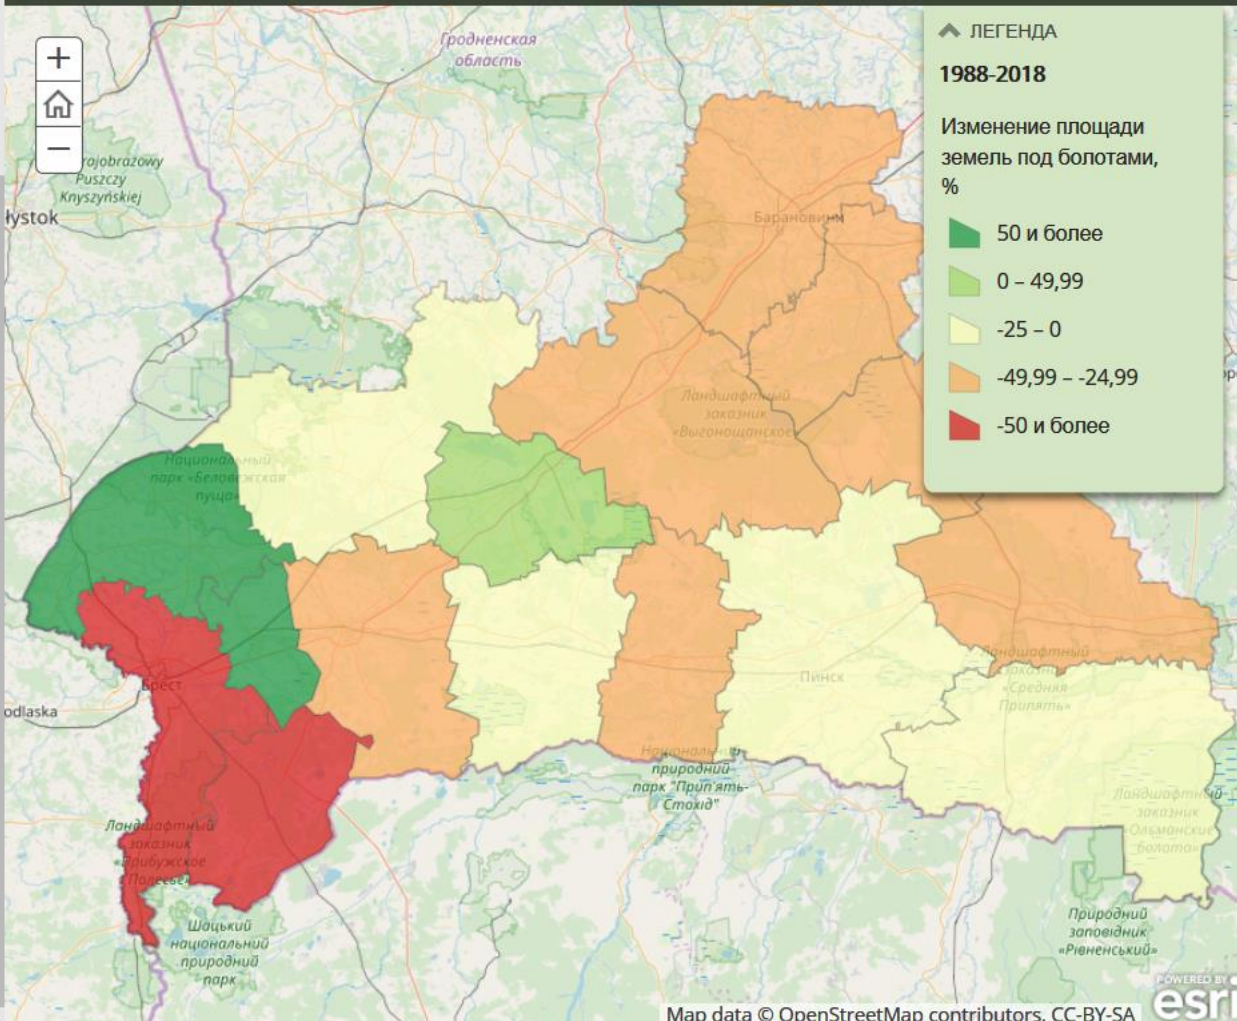 Гродненская
область
ЛЕГЕНДА
1988-2018
Изменение площади
земель под болотами,
%
50 и более
0 – 49,99
-25 – 0
-49,99 – -24,99
-50 и более
+
−
rajobrazowy
Puszczy
Knyszyńskiej
łystok
Барановичи
Ландшафтный
заказник
«Выгонощанское»
Национальный
парк «Беловежская
пуща»
Брест
odlaska
Пинск
Ландшафтный
заказник
«Средняя
Припять»
Національний
природний
парк "Прип'ять-
Стохід"
Ландшафтный
заказник
«Ольманские
болота»
Ландшафтный
заказник
«Прибужское
Полесье»
Шацький
національний
природний
парк
Природний
заповідник
«Рівненський»
POWERED BY
esri
Map data © OpenStreetMap contributors, CC-BY-SA